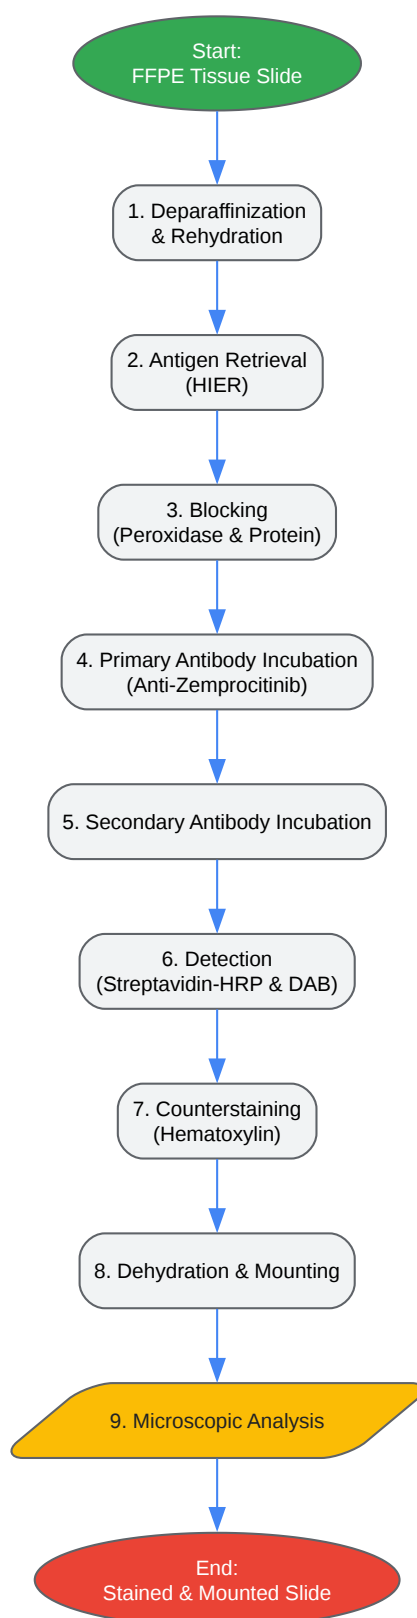 Start:
FFPE Tissue Slide
1. Deparaffinization
& Rehydration
2. Antigen Retrieval
(HIER)
3. Blocking
(Peroxidase & Protein)
4. Primary Antibody Incubation
(Anti-Zemprocitinib)
5. Secondary Antibody Incubation
6. Detection
(Streptavidin-HRP & DAB)
7. Counterstaining
(Hematoxylin)
8. Dehydration & Mounting
9. Microscopic Analysis
End:
Stained & Mounted Slide